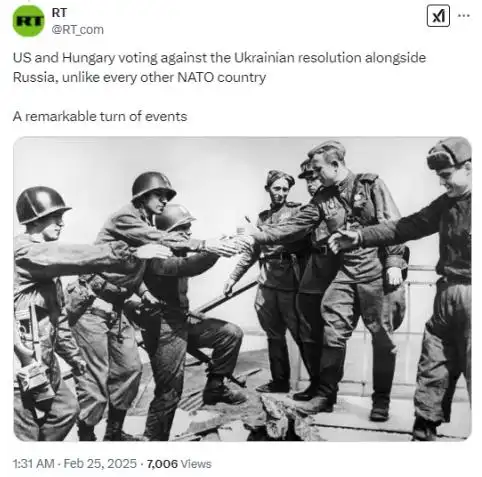 RT
RT
@RT_com
US and Hungary voting against the Ukrainian resolution alongside
Russia, unlike every other NATO country
A remarkable turn of events
1:31 AM · Feb 25, 2025 · 7,006 Views